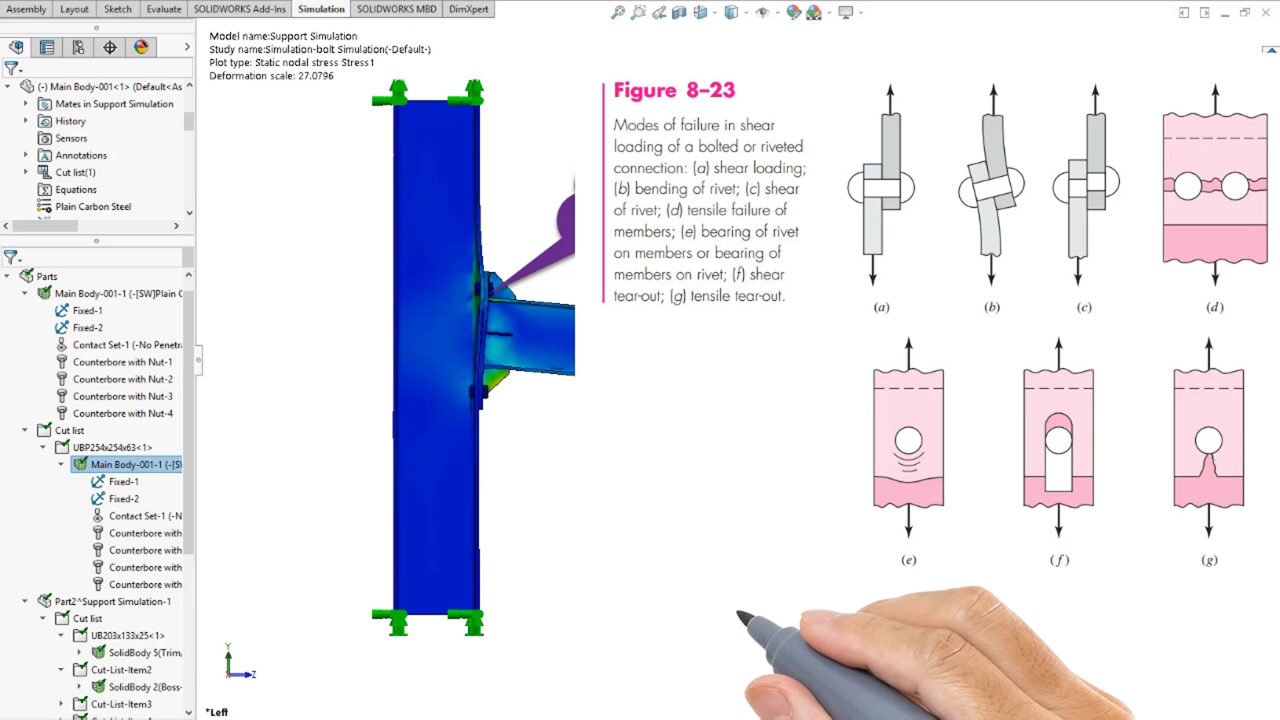 Assembly Layout Sketch Evaluate SOLIDWORKS Add-Ins Simulation SOLIDWORKS MBD DimXpert
(-) Main Body-001<1> (Default<As
Mates in Support Simulation
History
Sensors
Annotations
Cut list(1)
Equations
Plain Carbon Steel
Parts
Main Body-001-1 (-[SW]Plain C
Fixed-1
Fixed-2
Contact Set-1 (-No Penetra
Counterbore with Nut-1
Counterbore with Nut-2
Counterbore with Nut-3
Counterbore with Nut-4
Cut list
UBP254x254x63<1>
Main Body-001-1 (-[SW
Fixed-1
Fixed-2
Contact Set-1 (-N
Counterbore with
Counterbore with
Counterbore with
Counterbore with
Part2^Support Simulation-1
Cut list
UB203x133x25<1>
SolidBody 5(Trim,
Cut-List-Item2
SolidBody 2(Boss-
Cut-List-Item3
Model name:Support Simulation
Study name:Simulation-bolt Simulation(-Default-)
Plot type: Static nodal stress Stress1
Deformation scale: 27.0796
Y
Z
*Left
Figure 8–23
Modes of failure in shear
loading of a bolted or riveted
connection: (a) shear loading;
(b) bending of rivet; (c) shear
of rivet; (d) tensile failure of
members; (e) bearing of rivet
on members or bearing of
members on rivet; (f) shear
tear-out; (g) tensile tear-out.
(a) (b) (c) (d)
(e) (f) (g)